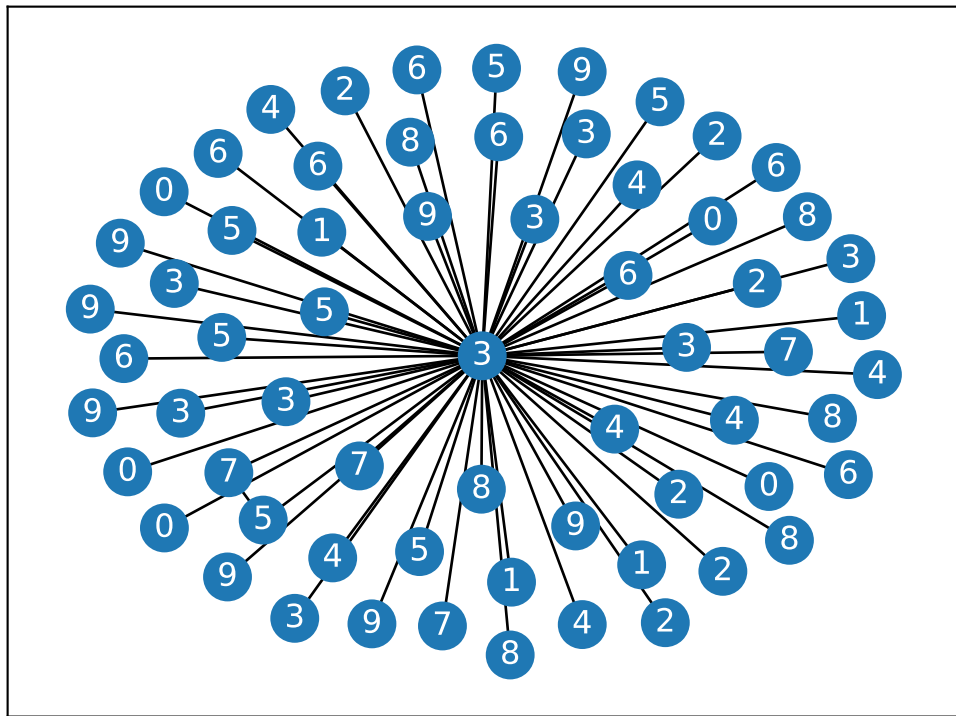 6 5 9
2 5
4 8 6 3 2
6 6 4 6
0 5 1 9 3 0 8
9 3 6 2 3
9 5 5 1
6 3 3 7 4
9 3 3 4 4 8
0 7 7 8 2 0 6
0 5 9 8
9 4 5 1 1 2
3 9 7 4 2
8